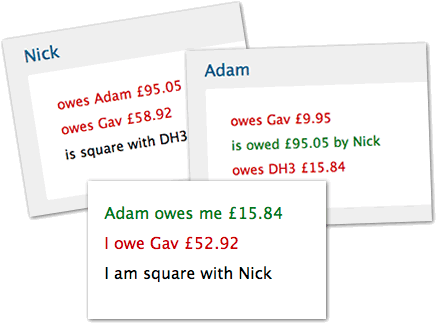 Nick
owes Adam £95.05
owes Gav £58.92
is square with DH3
Adam
owes Gav £9.95
is owed £95.05 by Nick
owes DH3 £15.84
Adam owes me £15.84
I owe Gav £52.92
I am square with Nick